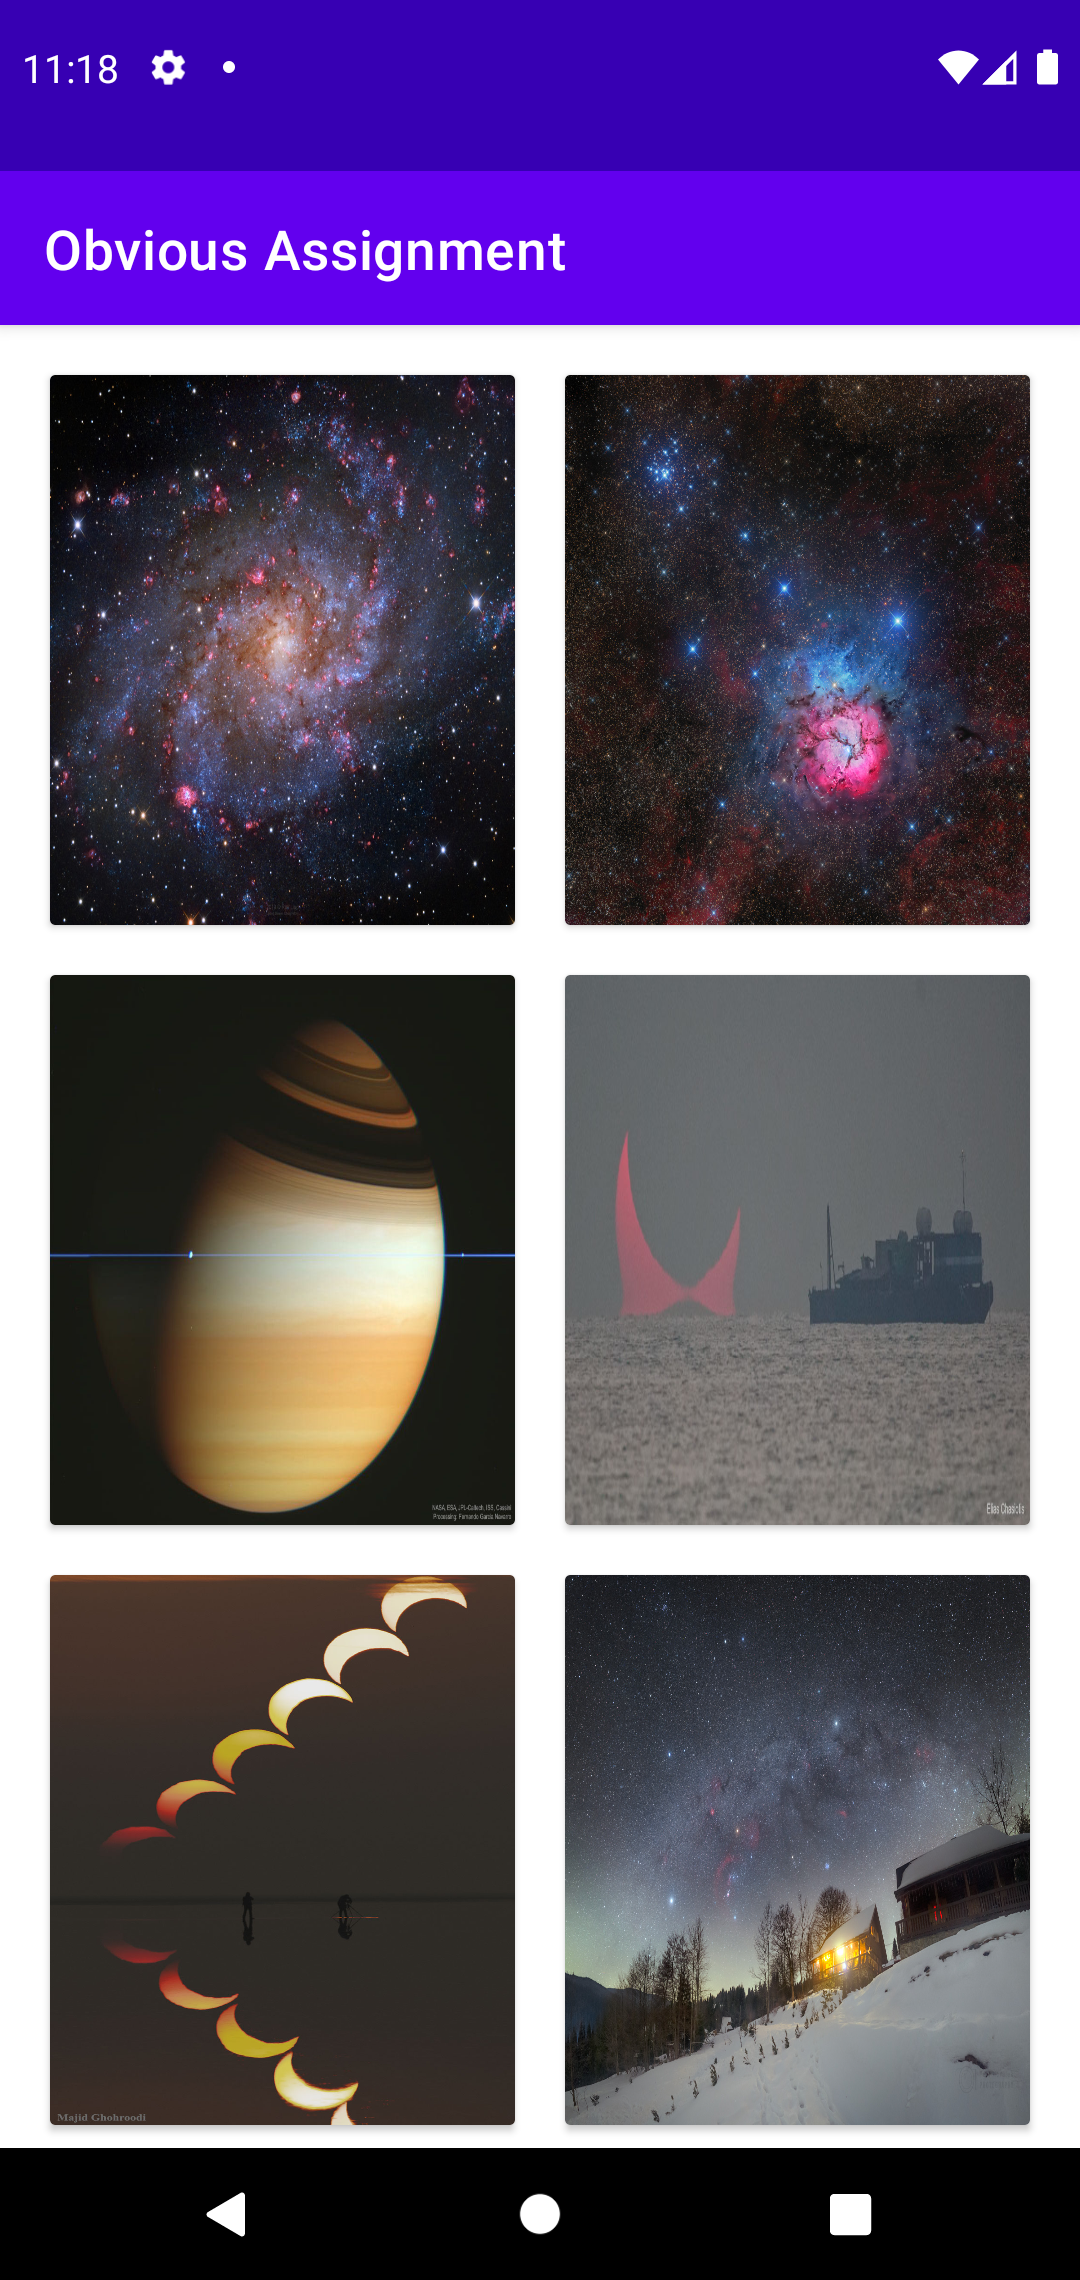 11:18
Obvious Assignment
NASA, ESA, JPL-Caltech, ISS, Cassini
Processing: Fernando Garcia Navarro
Elias Chasiotis
Majid Ghohroodi